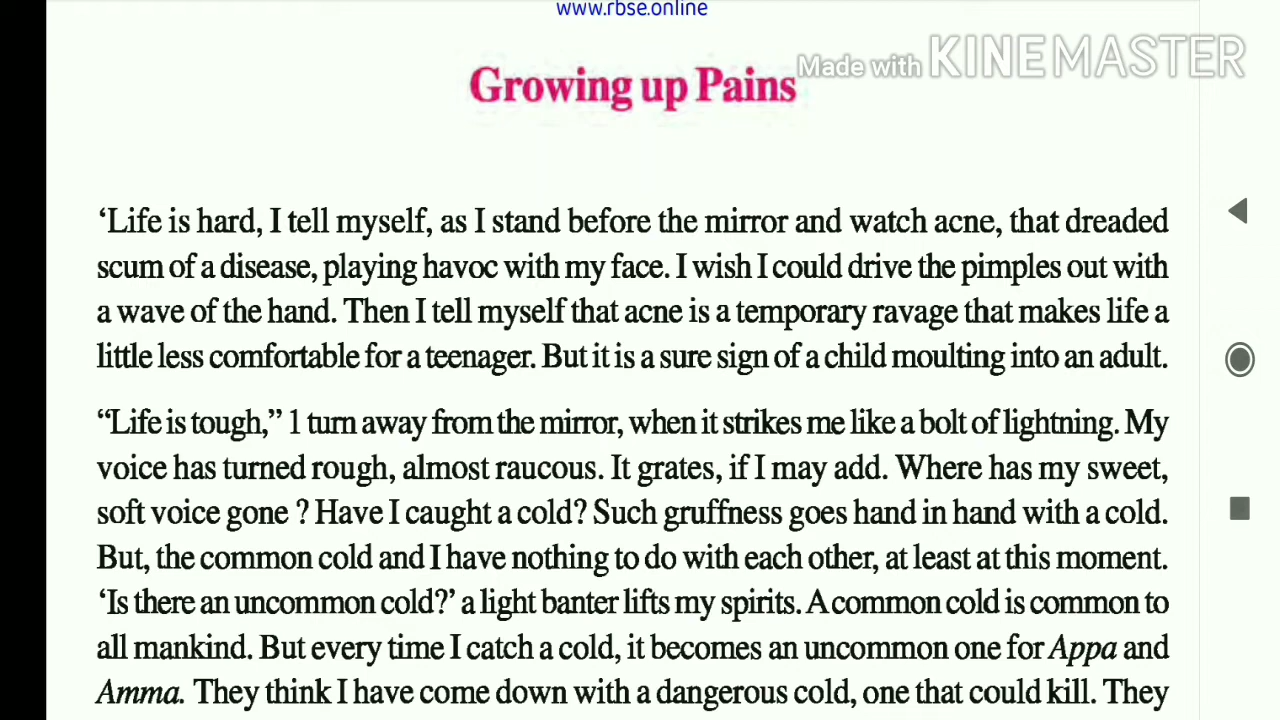 www.rbse.online
Made with KINEMASTER
Growing up Pains
‘Life is hard, I tell myself, as I stand before the mirror and watch acne, that dreaded
scum of a disease, playing havoc with my face. I wish I could drive the pimples out with
a wave of the hand. Then I tell myself that acne is a temporary ravage that makes life a
little less comfortable for a teenager. But it is a sure sign of a child moulting into an adult.
“Life is tough,” 1 turn away from the mirror, when it strikes me like a bolt of lightning. My
voice has turned rough, almost raucous. It grates, if I may add. Where has my sweet,
soft voice gone ? Have I caught a cold? Such gruffness goes hand in hand with a cold.
But, the common cold and I have nothing to do with each other, at least at this moment.
‘Is there an uncommon cold?’ a light banter lifts my spirits. A common cold is common to
all mankind. But every time I catch a cold, it becomes an uncommon one for Appa and
Amma. They think I have come down with a dangerous cold, one that could kill. They